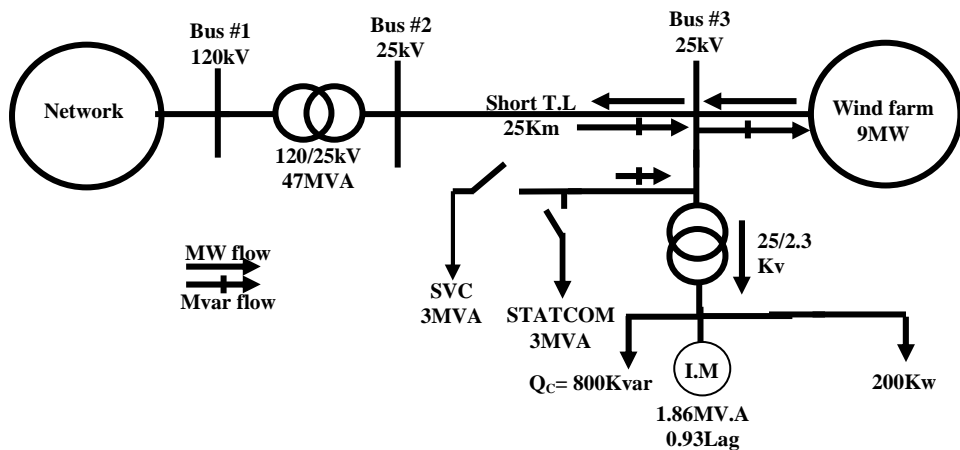 Bus #1
120kV
Bus #2
25kV
Bus #3
25kV
Network
Short T.L
25Km
Wind farm
9MW
120/25kV
47MVA
MW flow
Mvar flow
SVC
3MVA
STATCOM
3MVA
25/2.3
Kv
Q_C= 800Kvar
I.M
200Kw
1.86MV.A
0.93Lag